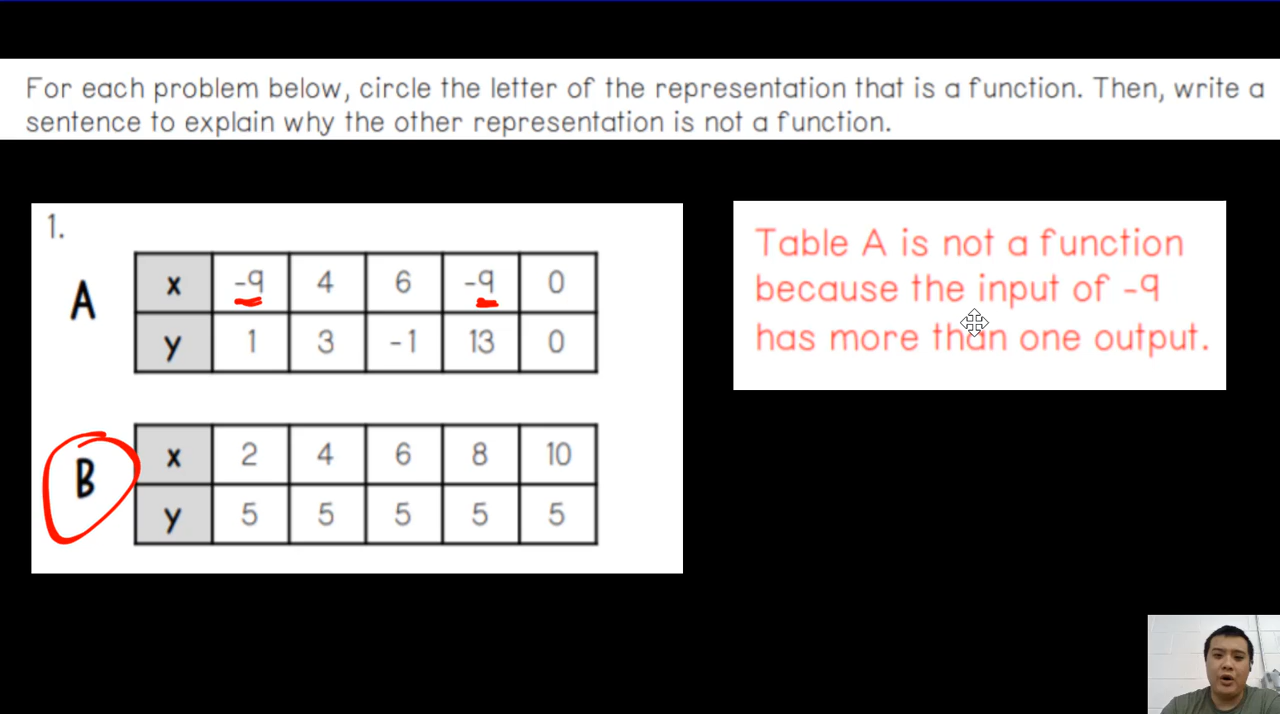 For each problem below, circle the letter of the representation that is a function. Then, write a
sentence to explain why the other representation is not a function.
1.
A
x -9 4 6 -9 0
y 1 3 -1 13 0
B
x 2 4 6 8 10
y 5 5 5 5 5
Table A is not a function
because the input of -9
has more than one output.